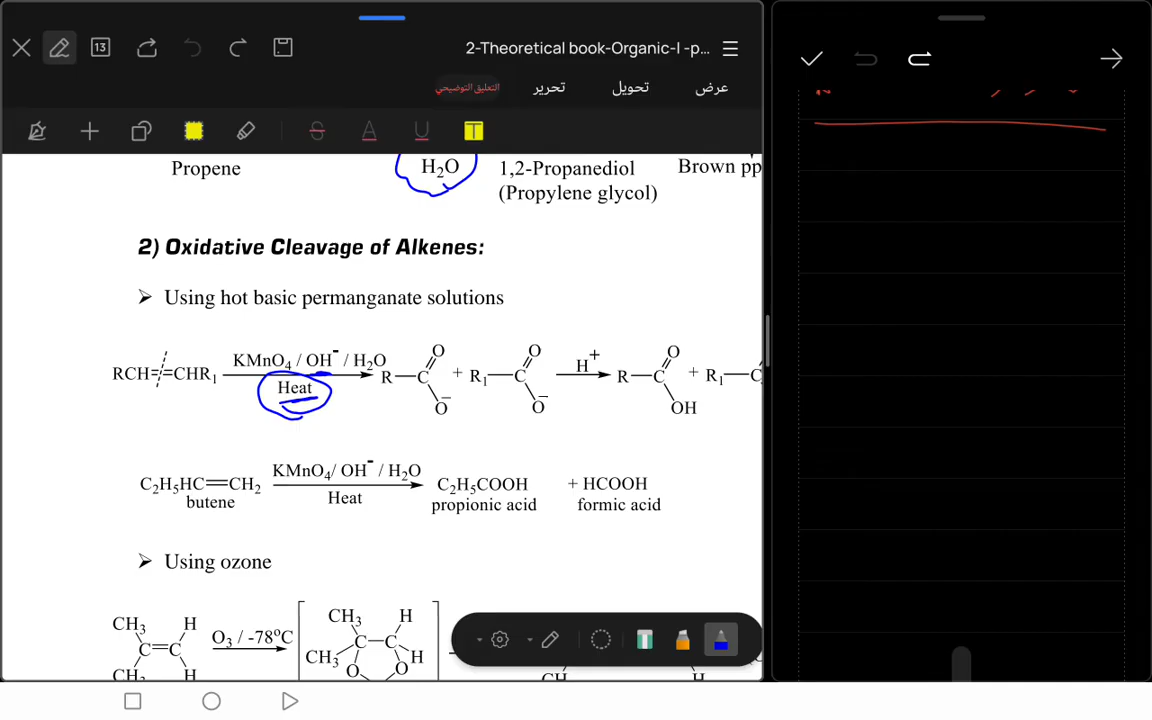 13
2-Theoretical book-Organic-I -p...
عرض تحويل تحرير التعليق التوضيحي
T U A S
Propene H₂O 1,2-Propanediol Brown pp
(Propylene glycol)
2) Oxidative Cleavage of Alkenes:
➢ Using hot basic permanganate solutions
RCH=CHR₁ KMnO₄ / OH⁻ / H₂O Heat R—C O O⁻ + R₁—C O O⁻ H⁺ R—C O OH + R₁—C
C₂H₅HC=CH₂ KMnO₄/ OH⁻ / H₂O C₂H₅COOH + HCOOH
butene Heat propionic acid formic acid
➢ Using ozone
CH₃ H O₃ / -78°C CH₃ H
C=C C—C
CH₃ H CH₃ O O H